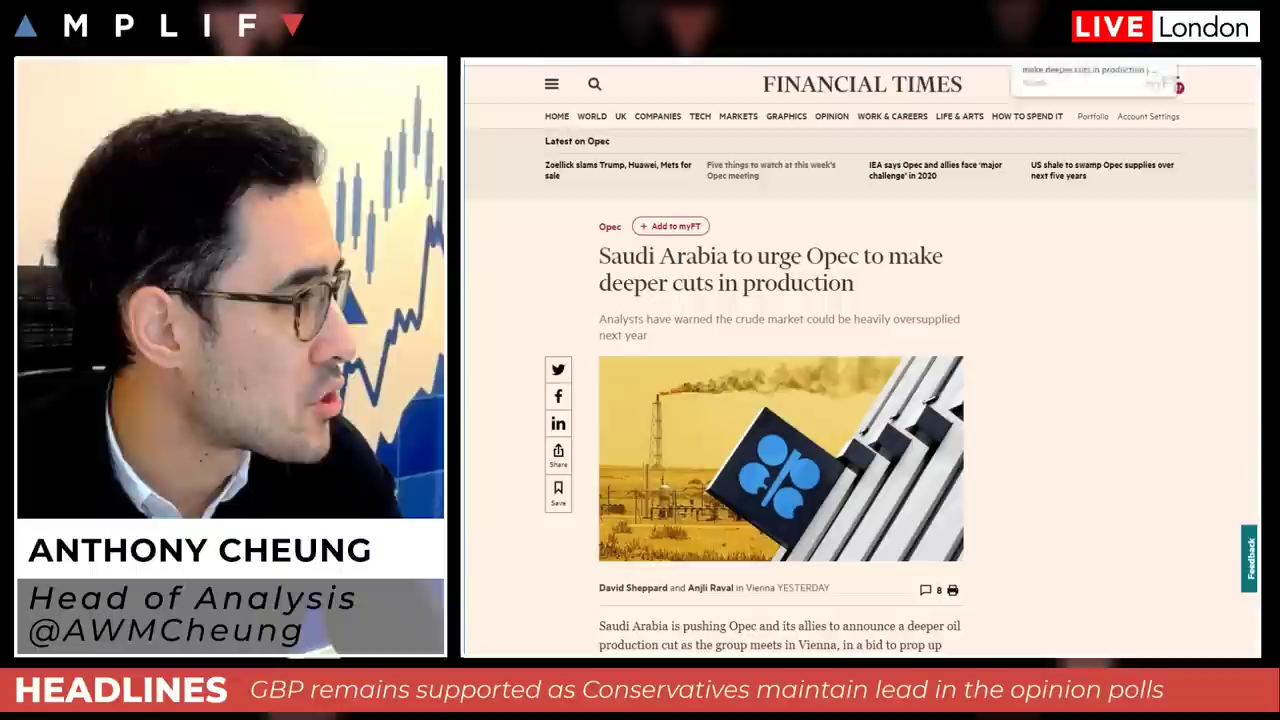 AMPLIFY
LIVE London
FINANCIAL TIMES
make deeper cuts in production
HOME WORLD UK COMPANIES TECH MARKETS GRAPHICS OPINION WORK & CAREERS LIFE & ARTS HOW TO SPEND IT Portfolio Account Settings
Latest on Opec
Zoellick slams Trump, Huawei, Mets for
sale
Five things to watch at this week's
Opec meeting
IEA says Opec and allies face 'major
challenge' in 2020
US shale to swamp Opec supplies over
next five years
Opec + Add to myFT
Saudi Arabia to urge Opec to make
deeper cuts in production
Analysts have warned the crude market could be heavily oversupplied
next year
Share
Save
David Sheppard and Anjli Raval in Vienna YESTERDAY
8
Saudi Arabia is pushing Opec and its allies to announce a deeper oil
production cut as the group meets in Vienna, in a bid to prop up
Feedback
ANTHONY CHEUNG
Head of Analysis
@AWMCheung
HEADLINES GBP remains supported as Conservatives maintain lead in the opinion polls